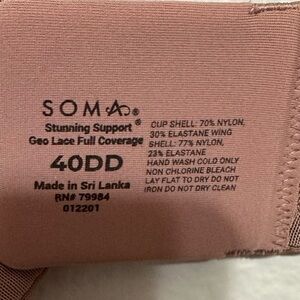 SOMA®
Stunning Support®
Geo Lace Full Coverage
40DD
Made in Sri Lanka
RN# 79984
012201
CUP SHELL: 70% NYLON,
30% ELASTANE WING
SHELL: 77% NYLON,
23% ELASTANE
HAND WASH COLD ONLY
NON CHLORINE BLEACH
LAY FLAT TO DRY DO NOT
IRON DO NOT DRY CLEAN